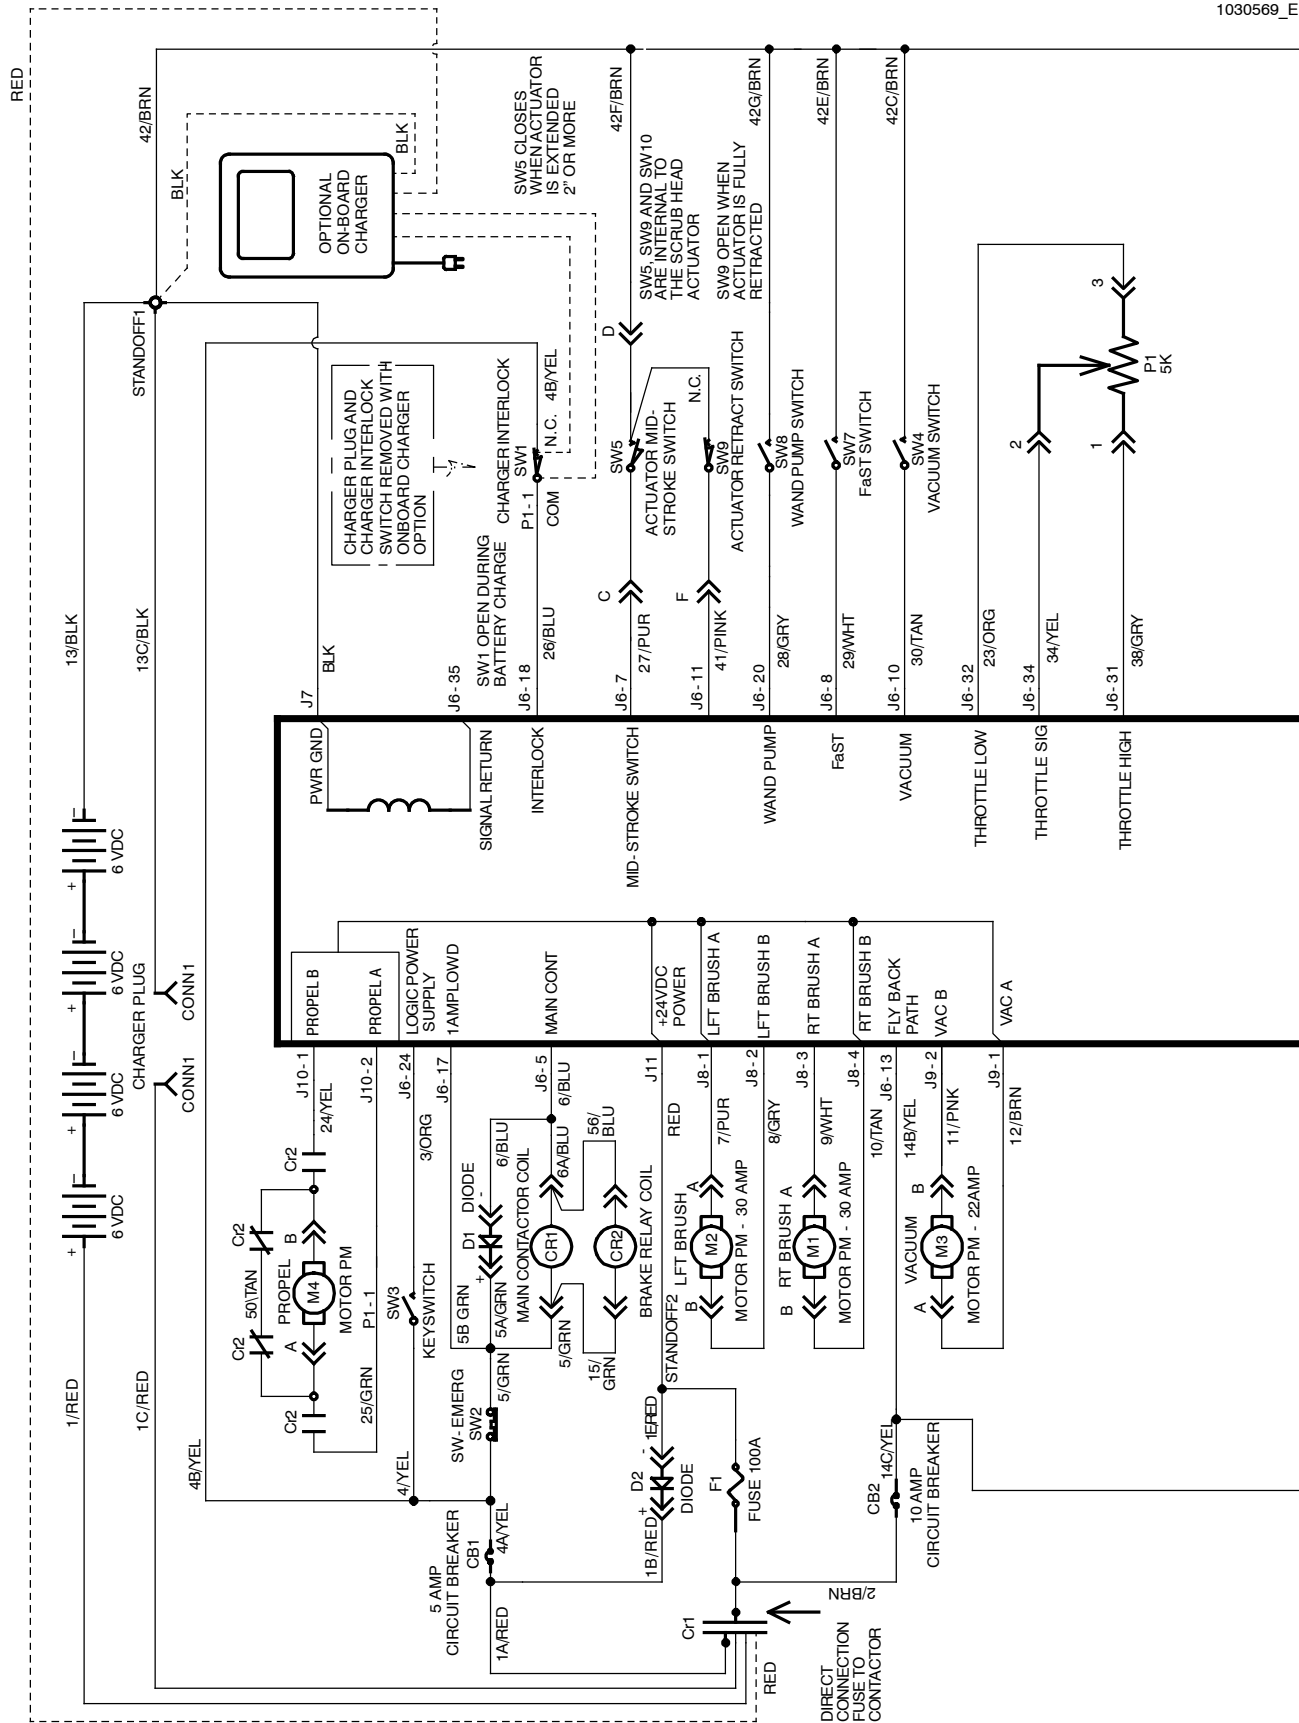 1030569_E
RED
42/BRN
BLK
BLK
OPTIONAL
ON-BOARD
CHARGER
STANDOFF1
13/BLK
13C/BLK
CHARGER PLUG AND
CHARGER INTERLOCK
SWITCH REMOVED WITH
ONBOARD CHARGER
OPTION
SW5 CLOSES
WHEN ACTUATOR
IS EXTENDED
2" OR MORE
42F/BRN
SW5, SW9 AND SW10
ARE INTERNAL TO
THE SCRUB HEAD
ACTUATOR
SW9 OPEN WHEN
ACTUATOR IS FULLY
RETRACTED
42G/BRN
42E/BRN
42C/BRN
CHARGER INTERLOCK
SW1
N.C.
4B/YEL
P1-1
COM
SW1 OPEN DURING
BATTERY CHARGE
26/BLU
D
SW5
ACTUATOR MID-
STROKE SWITCH
C
27/PUR
N.C.
SW9
ACTUATOR RETRACT SWITCH
F
41/PINK
SW8
WAND PUMP SWITCH
28/GRY
SW7
FaST SWITCH
29/WHT
SW4
VACUUM SWITCH
30/TAN
23/ORG
2
34/YEL
3
P1
5K
1
38/GRY
J7
BLK
J6-35
J6-18
J6-7
J6-11
J6-20
J6-8
J6-10
J6-32
J6-34
J6-31
PWR GND
SIGNAL RETURN
INTERLOCK
MID-STROKE SWITCH
WAND PUMP
FaST
VACUUM
THROTTLE LOW
THROTTLE SIG
THROTTLE HIGH
-
6 VDC
+
-
6 VDC
+
-
6 VDC
+
-
6 VDC
+
CHARGER PLUG
CONN1
CONN1
1/RED
1C/RED
4B/YEL
PROPEL B
PROPEL A
LOGIC POWER
SUPPLY
1AMPLOWD
MAIN CONT
+24VDC
POWER
LFT BRUSH A
LFT BRUSH B
RT BRUSH A
RT BRUSH B
FLY BACK
PATH
VAC B
VAC A
J10-1
J10-2
J6-24
J6-17
J6-5
J11
J8-1
J8-2
J8-3
J8-4
J6-13
J9-2
J9-1
24/YEL
Cr2
Cr2
50\TAN
Cr2
Cr2
B
PROPEL
M4
MOTOR PM
A
P1-1
25/GRN
3/ORG
SW3
KEYSWITCH
4/YEL
6/BLU
6/BLU
DIODE
-
D1
+
5B GRN
5A/GRN
MAIN CONTACTOR COIL
6A/BLU
CR1
5/GRN
56/
BLU
CR2
BRAKE RELAY COIL
15/
GRN
SW-EMERG
SW2
5/GRN
5 AMP
CIRCUIT BREAKER
CB1
4A/YEL
1A/RED
RED
STANDOFF2
-
D2
+
DIODE
1B/RED
F1
FUSE 100A
7/PUR
A
LFT BRUSH
M2
B
MOTOR PM - 30 AMP
8/GRY
9/WHT
A
RT BRUSH
M1
B
MOTOR PM - 30 AMP
10/TAN
14B/YEL
11/PNK
B
VACUUM
M3
A
MOTOR PM - 22AMP
12/BRN
14C/YEL
CB2
10 AMP
CIRCUIT BREAKER
2/BRN
Cr1
RED
DIRECT
CONNECTION
FUSE TO
CONTACTOR